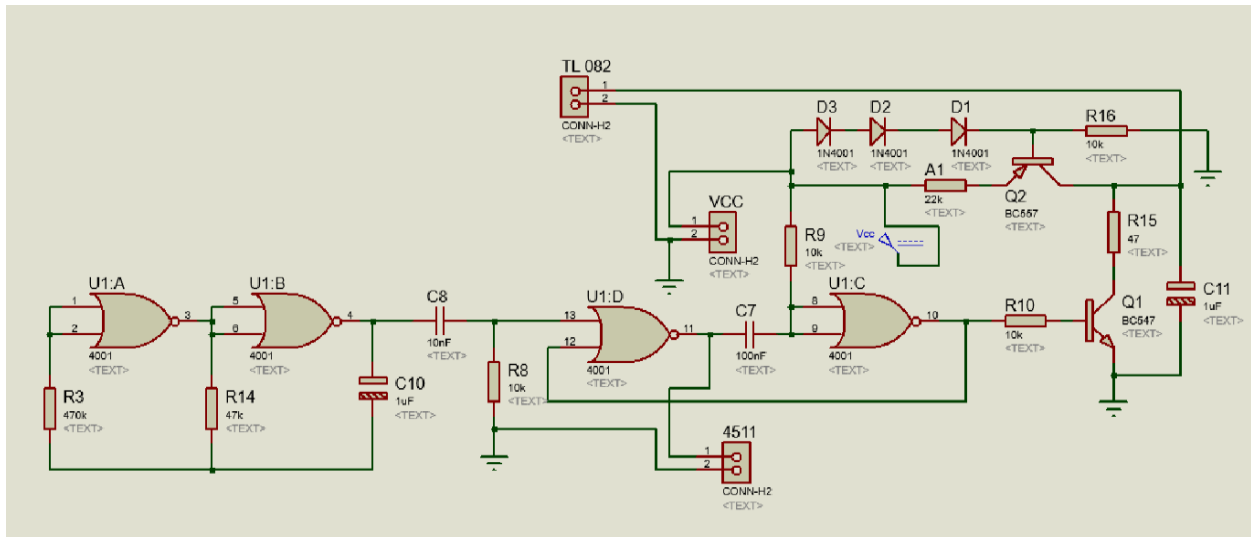 TL 082
1
2
CONN-H2
<TEXT>
D3
1N4001
<TEXT>
D2
1N4001
<TEXT>
D1
1N4001
<TEXT>
R16
10k
<TEXT>
A1
22k
<TEXT>
Q2
BC557
<TEXT>
VCC
1
2
CONN-H2
<TEXT>
R9
10k
<TEXT>
Vcc
<TEXT>
R15
47
<TEXT>
C11
1uF
<TEXT>
U1:A
1
2
3
4001
<TEXT>
U1:B
5
6
4
4001
<TEXT>
C8
10nF
<TEXT>
U1:D
13
12
11
4001
<TEXT>
C7
100nF
<TEXT>
U1:C
8
9
10
4001
<TEXT>
R10
10k
<TEXT>
Q1
BC547
<TEXT>
R3
470k
<TEXT>
R14
47k
<TEXT>
C10
1uF
<TEXT>
R8
10k
<TEXT>
4511
1
2
CONN-H2
<TEXT>